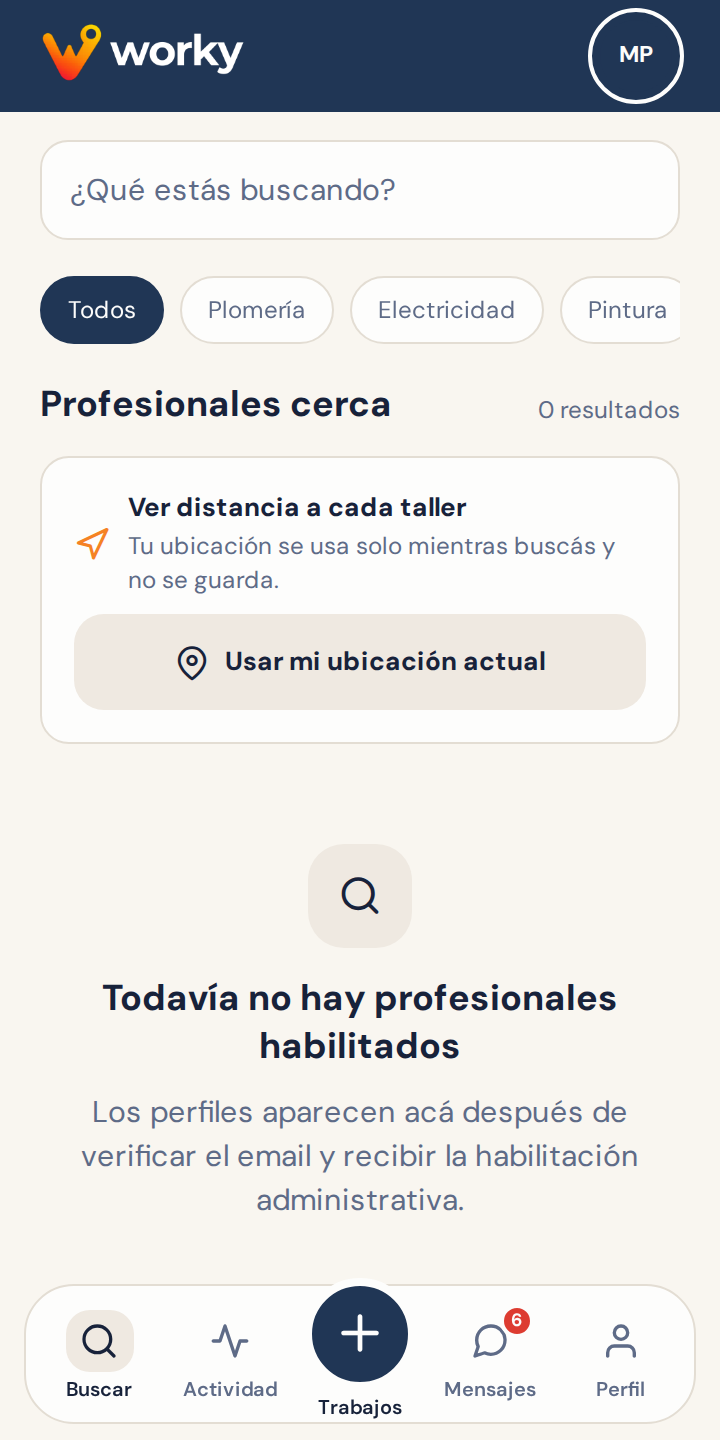 worky
MP
¿Qué estás buscando?
Todos
Plomería
Electricidad
Pintura
Profesionales cerca
0 resultados
Ver distancia a cada taller
Tu ubicación se usa solo mientras buscás y
no se guarda.
Usar mi ubicación actual
Todavía no hay profesionales
habilitados
Los perfiles aparecen acá después de
verificar el email y recibir la habilitación
administrativa.
6
Buscar
Actividad
Trabajos
Mensajes
Perfil